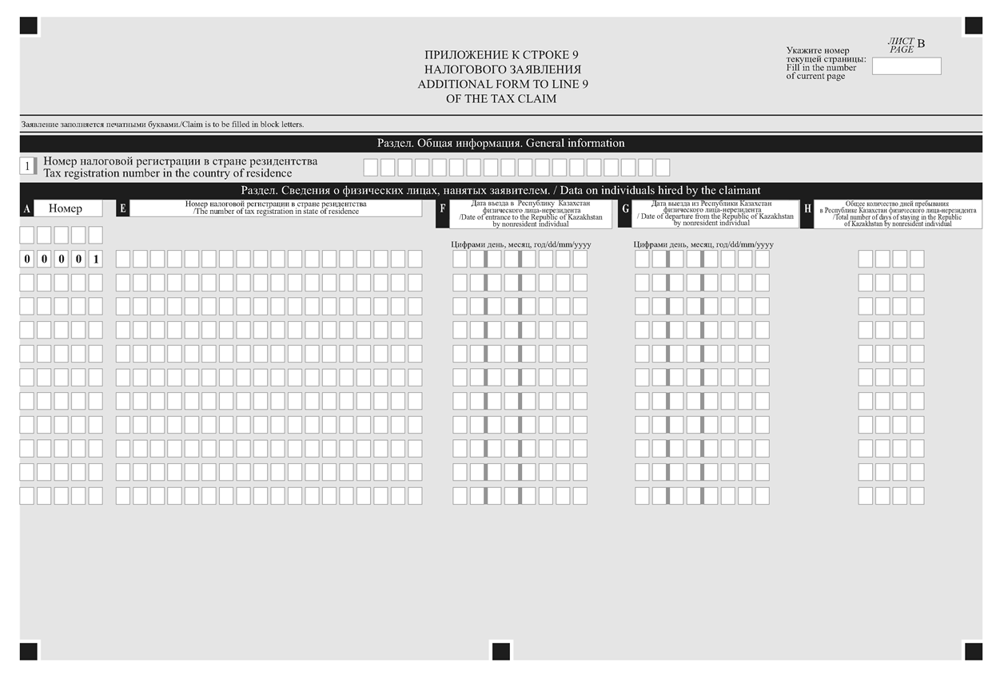 ЛИСТ
PAGE B
Укажите номер
текущей страницы:
Fill in the number
of current page
ПРИЛОЖЕНИЕ К СТРОКЕ 9
НАЛОГОВОГО ЗАЯВЛЕНИЯ
ADDITIONAL FORM TO LINE 9
OF THE TAX CLAIM
Заявление заполняется печатными буквами./Claim is to be filled in block letters.
Раздел. Общая информация. General information
1 Номер налоговой регистрации в стране резидентства
Tax registration number in the country of residence
Раздел. Сведения о физических лицах, нанятых заявителем. / Data on individuals hired by the claimant
A Номер
E Номер налоговой регистрации в стране резидентства
/The number of tax registration in state of residence
F Дата въезда в Республику Казахстан
физического лица-нерезидента
/Date of entrance to the Republic of Kazakhstan
by nonresident individual
G Дата выезда из Республики Казахстан
физического лица-нерезидента
/ Date of departure from the Republic of Kazakhstan
by nonresident individual
H Общее количество дней пребывания
в Республике Казахстан физического лица-нерезидента
/Total number of days of staying in the Republic
of Kazakhstan by nonresident individual
Цифрами день, месяц, год/dd/mm/yyyy
Цифрами день, месяц, год/dd/mm/yyyy
0 0 0 0 1